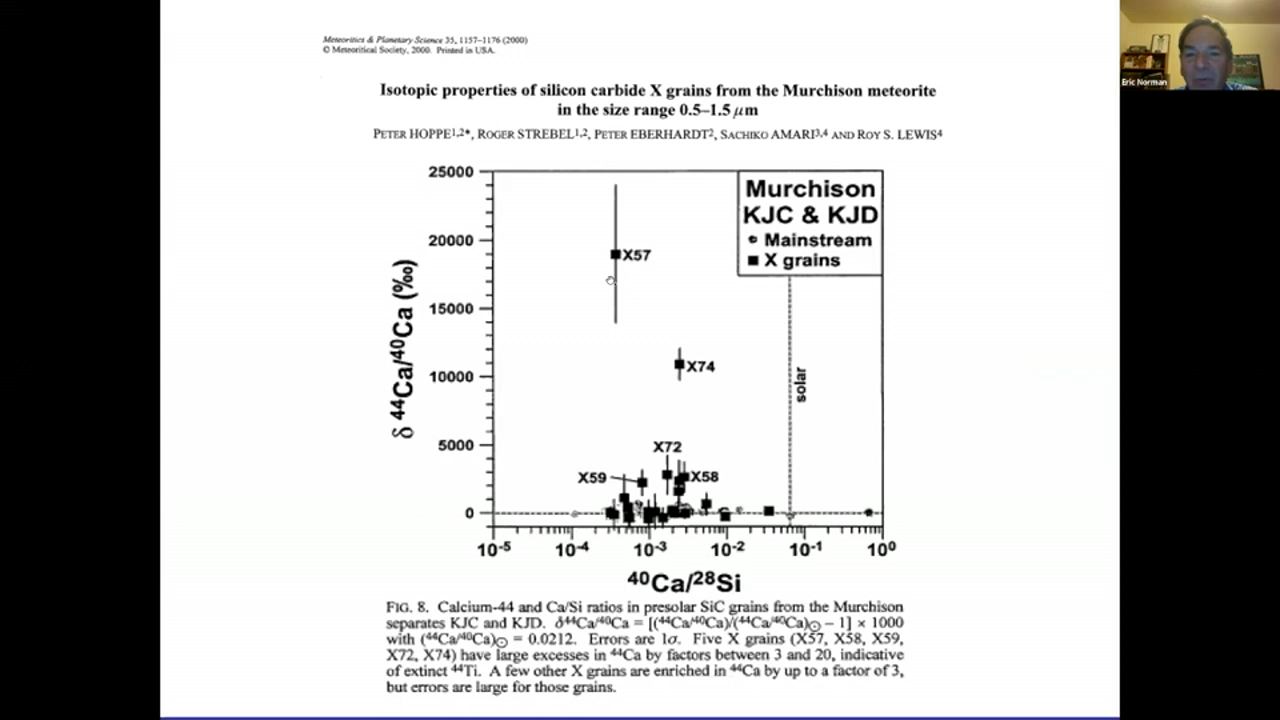 Meteoritics & Planetary Science 35, 1157–1176 (2000)
© Meteoritical Society, 2000. Printed in USA.
Eric Norman
Isotopic properties of silicon carbide X grains from the Murchison meteorite
in the size range 0.5–1.5 μm
PETER HOPPE1,2*, ROGER STREBEL1,2, PETER EBERHARDT2, SACHIKO AMARI3,4 AND ROY S. LEWIS4
Murchison
KJC & KJD
Mainstream
X grains
25000
20000
15000
10000
5000
0
δ 44Ca/40Ca (‰)
X57
X74
X72
X59
X58
solar
10-5 10-4 10-3 10-2 10-1 100
40Ca/28Si
FIG. 8. Calcium-44 and Ca/Si ratios in presolar SiC grains from the Murchison
separates KJC and KJD. δ44Ca/40Ca = [(44Ca/40Ca)/(44Ca/40Ca)☉ – 1] × 1000
with (44Ca/40Ca)☉ = 0.0212. Errors are 1σ. Five X grains (X57, X58, X59,
X72, X74) have large excesses in 44Ca by factors between 3 and 20, indicative
of extinct 44Ti. A few other X grains are enriched in 44Ca by up to a factor of 3,
but errors are large for those grains.